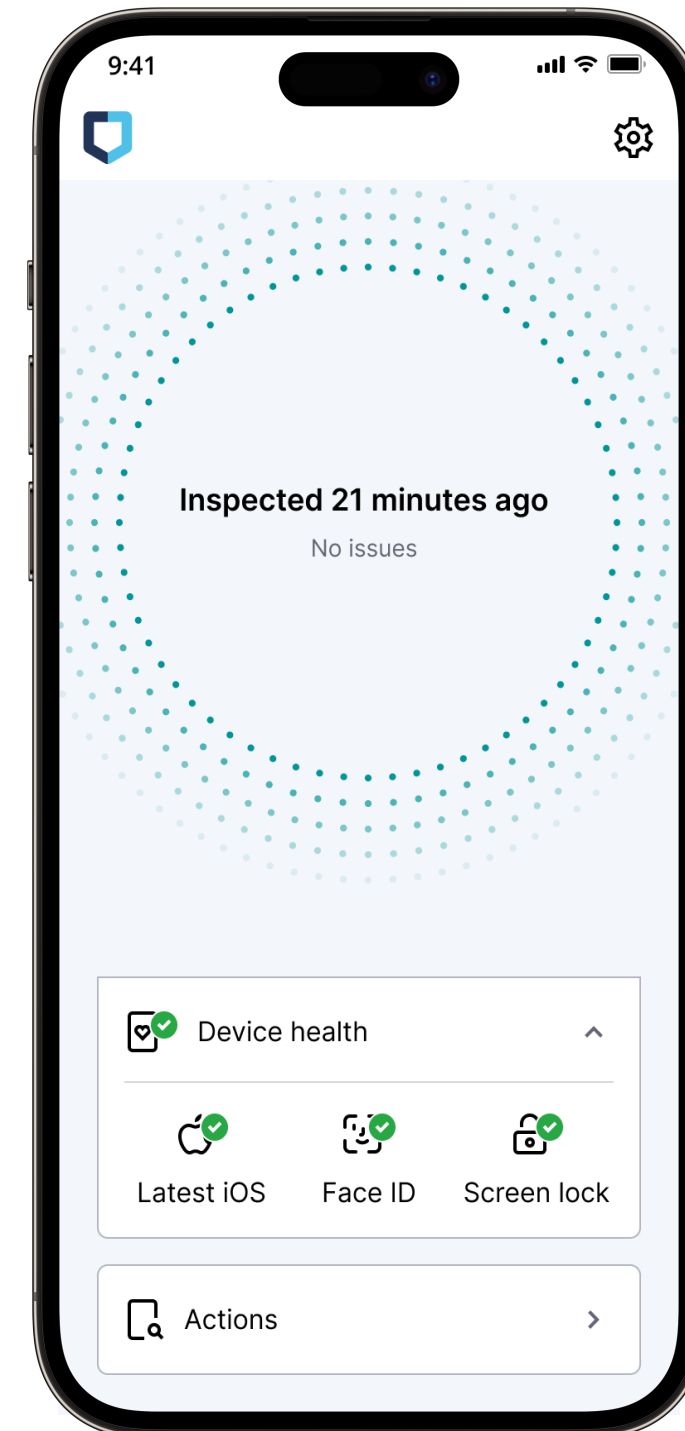 9:41
Inspected 21 minutes ago
No issues
Device health
Latest iOS Face ID Screen lock
Actions